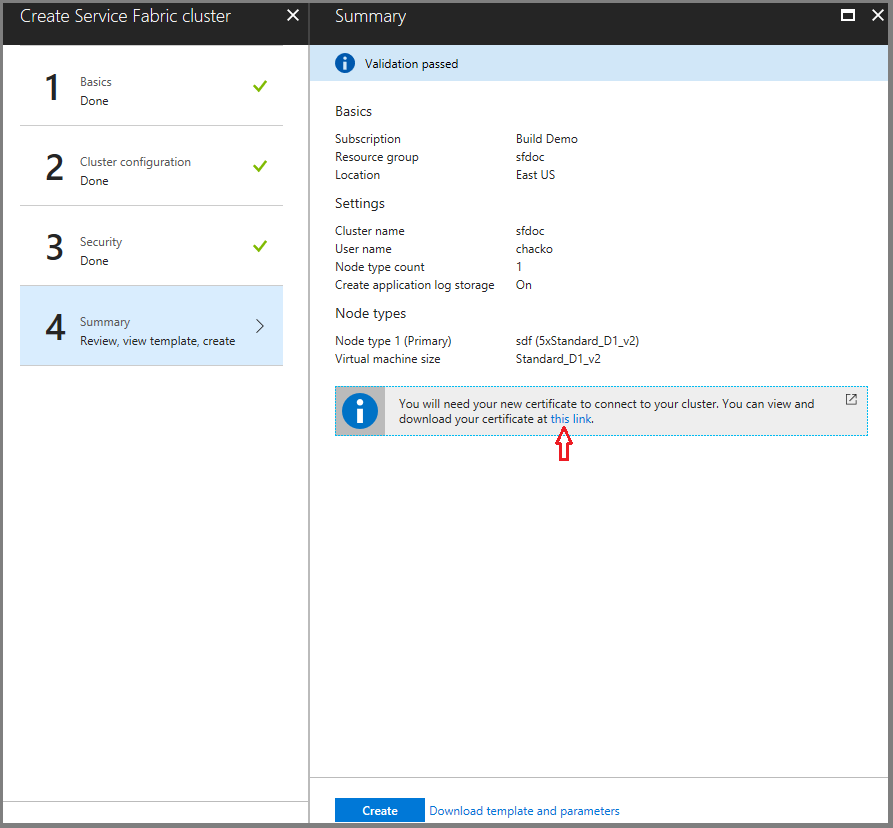 Create Service Fabric cluster
1
Basics
Done
2
Cluster configuration
Done
3
Security
Done
4
Summary
Review, view template, create
Summary
Validation passed
Basics
Subscription Build Demo
Resource group sfdoc
Location East US
Settings
Cluster name sfdoc
User name chacko
Node type count 1
Create application log storage On
Node types
Node type 1 (Primary) sdf (5xStandard_D1_v2)
Virtual machine size Standard_D1_v2
You will need your new certificate to connect to your cluster. You can view and
download your certificate at this link.
Create Download template and parameters